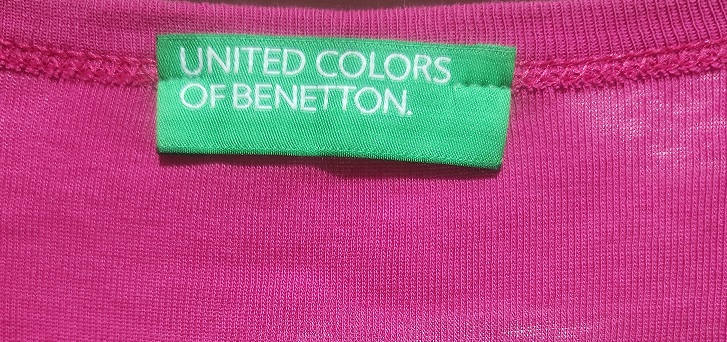 UNITED COLORS
OF BENETTON.